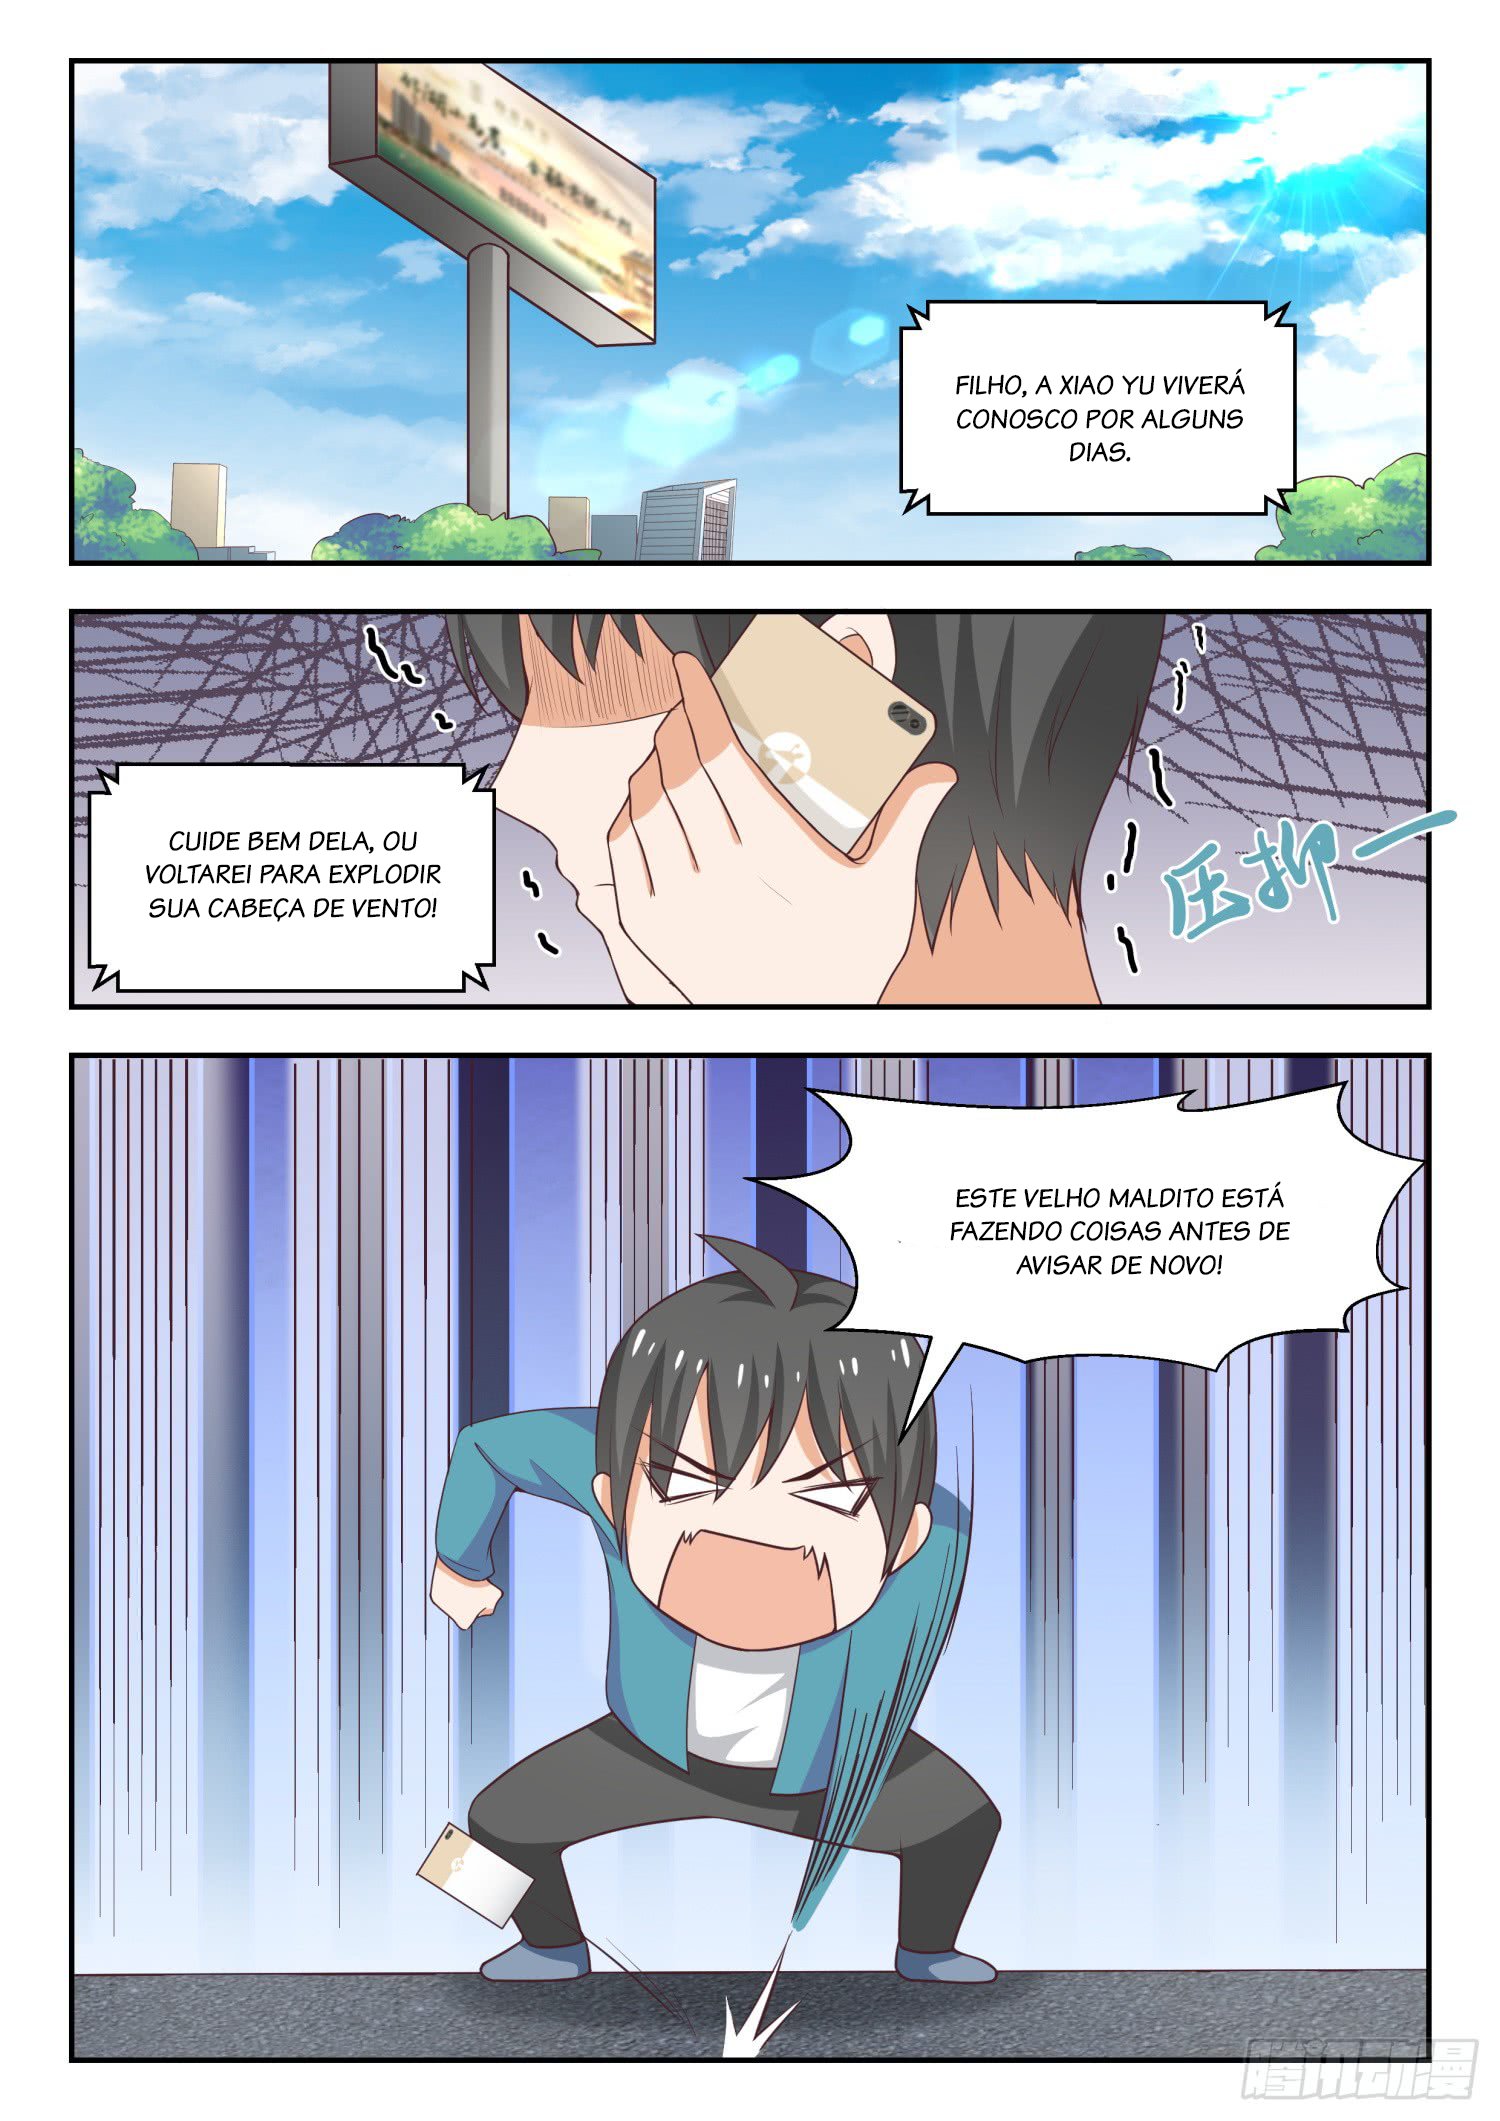 FILHO, A XIAO YU VIVERÁ
CONOSCO POR ALGUNS
DIAS.
CUIDE BEM DELA, OU
VOLTAREI PARA EXPLODIR
SUA CABEÇA DE VENTO!
压抑一
ESTE VELHO MALDITO ESTÁ
FAZENDO COISAS ANTES DE
AVISAR DE NOVO!
腾讯动漫